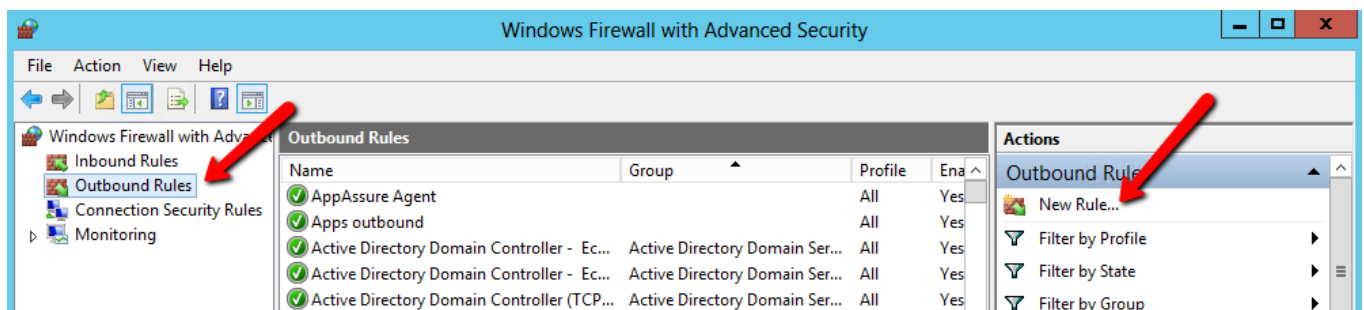 Windows Firewall with Advanced Security
File Action View Help
Windows Firewall with Advance
Inbound Rules
Outbound Rules
Connection Security Rules
Monitoring
Outbound Rules
Name Group Profile Ena
AppAssure Agent All Yes
Apps outbound All Yes
Active Directory Domain Controller - Ec... Active Directory Domain Ser... All Yes
Active Directory Domain Controller - Ec... Active Directory Domain Ser... All Yes
Active Directory Domain Controller (TCP... Active Directory Domain Ser... All Yes
Actions
Outbound Rules
New Rule...
Filter by Profile
Filter by State
Filter by Group